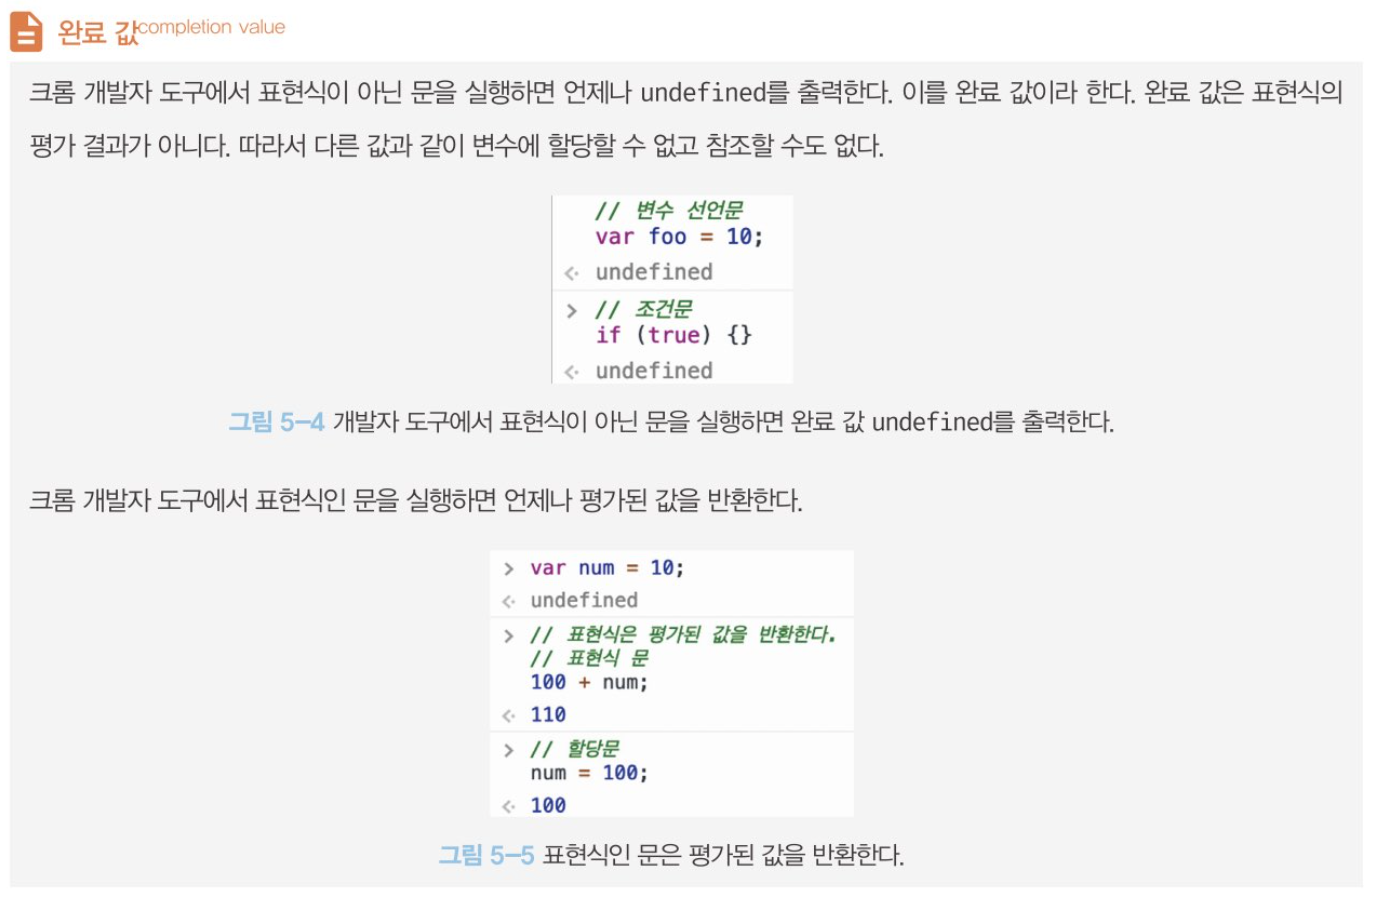 완료 값completion value
크롬 개발자 도구에서 표현식이 아닌 문을 실행하면 언제나 undefined를 출력한다. 이를 완료 값이라 한다. 완료 값은 표현식의
평가 결과가 아니다. 따라서 다른 값과 같이 변수에 할당할 수 없고 참조할 수도 없다.
// 변수 선언문
var foo = 10;
undefined
> // 조건문
if (true) {}
undefined
그림 5-4 개발자 도구에서 표현식이 아닌 문을 실행하면 완료 값 undefined를 출력한다.
크롬 개발자 도구에서 표현식인 문을 실행하면 언제나 평가된 값을 반환한다.
> var num = 10;
undefined
> // 표현식은 평가된 값을 반환한다.
// 표현식 문
100 + num;
110
> // 할당문
num = 100;
100
그림 5-5 표현식인 문은 평가된 값을 반환한다.